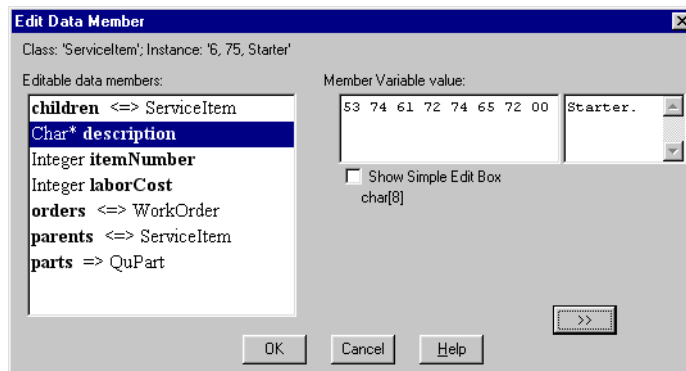 Edit Data Member
Class: 'ServiceItem'; Instance: '6, 75, Starter'
Editable data members:
children <=> ServiceItem
Char* description
Integer itemNumber
Integer laborCost
orders <=> WorkOrder
parents <=> ServiceItem
parts => QuPart
Member Variable value:
53 74 61 72 74 65 72 00 Starter.
Show Simple Edit Box
char[8]
>>
OK Cancel Help